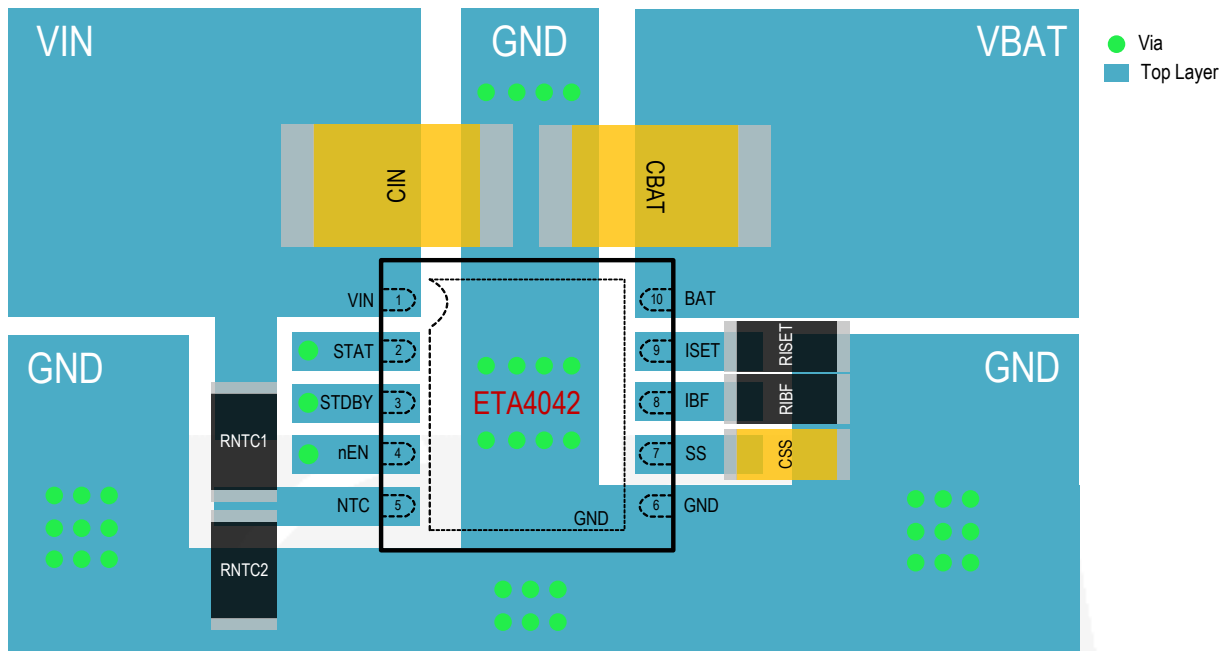 VIN
GND
VBAT
Via
Top Layer
CIN
CBAT
VIN
1
10
BAT
STAT
2
9
ISET
RISET
GND
GND
STDBY
3
ETA4042
8
IBF
RIBF
RNTC1
nEN
4
7
SS
CSS
NTC
5
GND
6
GND
RNTC2